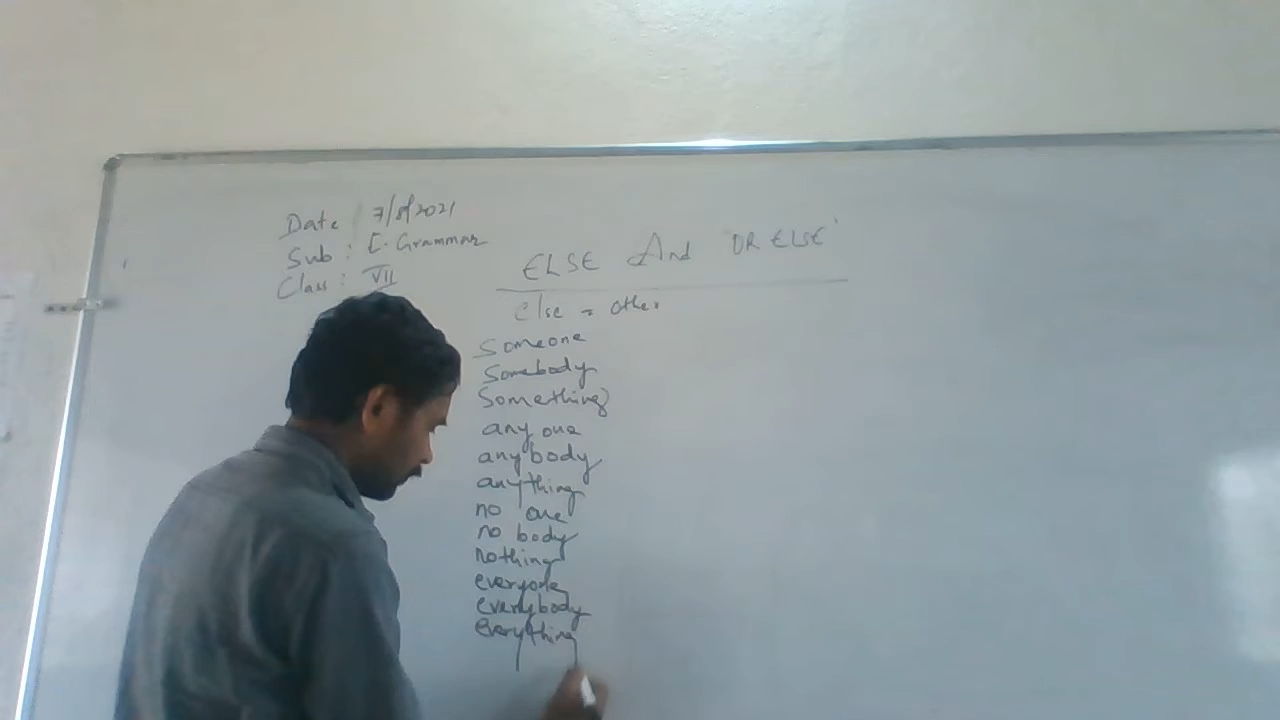 Date : 7/8/2021
Sub : E. Grammar
Class : VII
ELSE And "OR ELSE"
else = other
Someone
Somebody
Something
any one
anybody
anything
no one
no body
nothing
everyone
everybody
everything